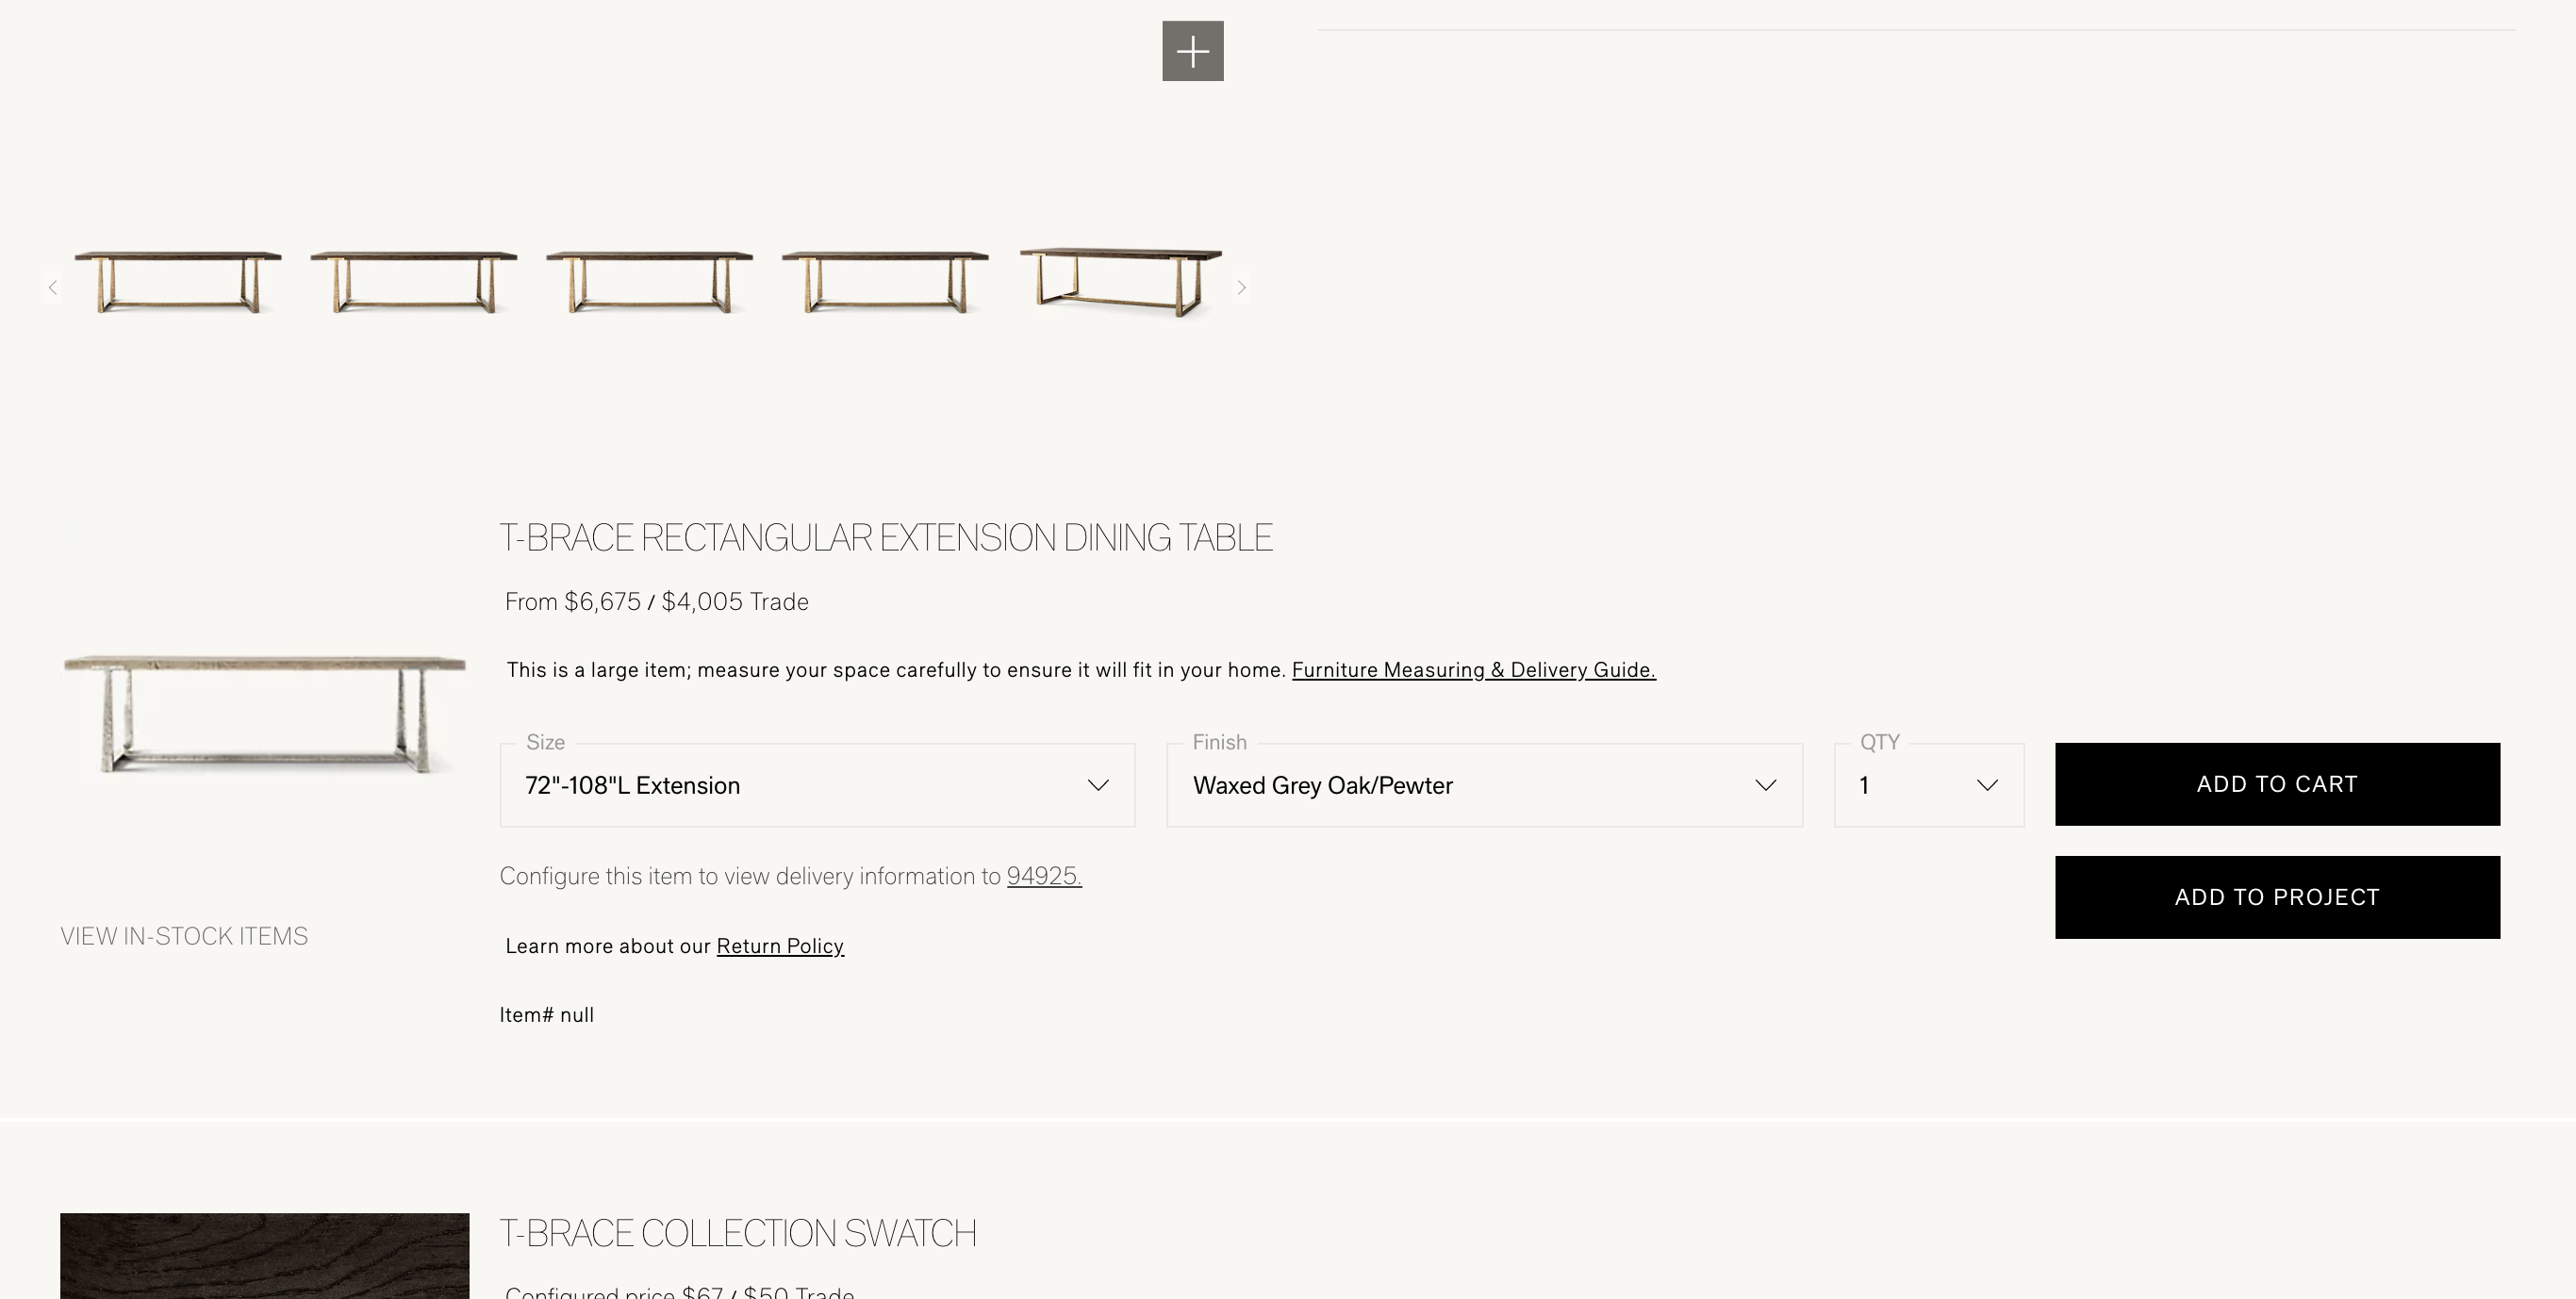 T-BRACE RECTANGULAR EXTENSION DINING TABLE
From $6,675 / $4,005 Trade
This is a large item; measure your space carefully to ensure it will fit in your home. Furniture Measuring & Delivery Guide.
Size
72"-108"L Extension
Finish
Waxed Grey Oak/Pewter
QTY
1
ADD TO CART
Configure this item to view delivery information to 94925.
ADD TO PROJECT
VIEW IN-STOCK ITEMS
Learn more about our Return Policy
Item# null
T-BRACE COLLECTION SWATCH
Configured price $67 / $50 Trade